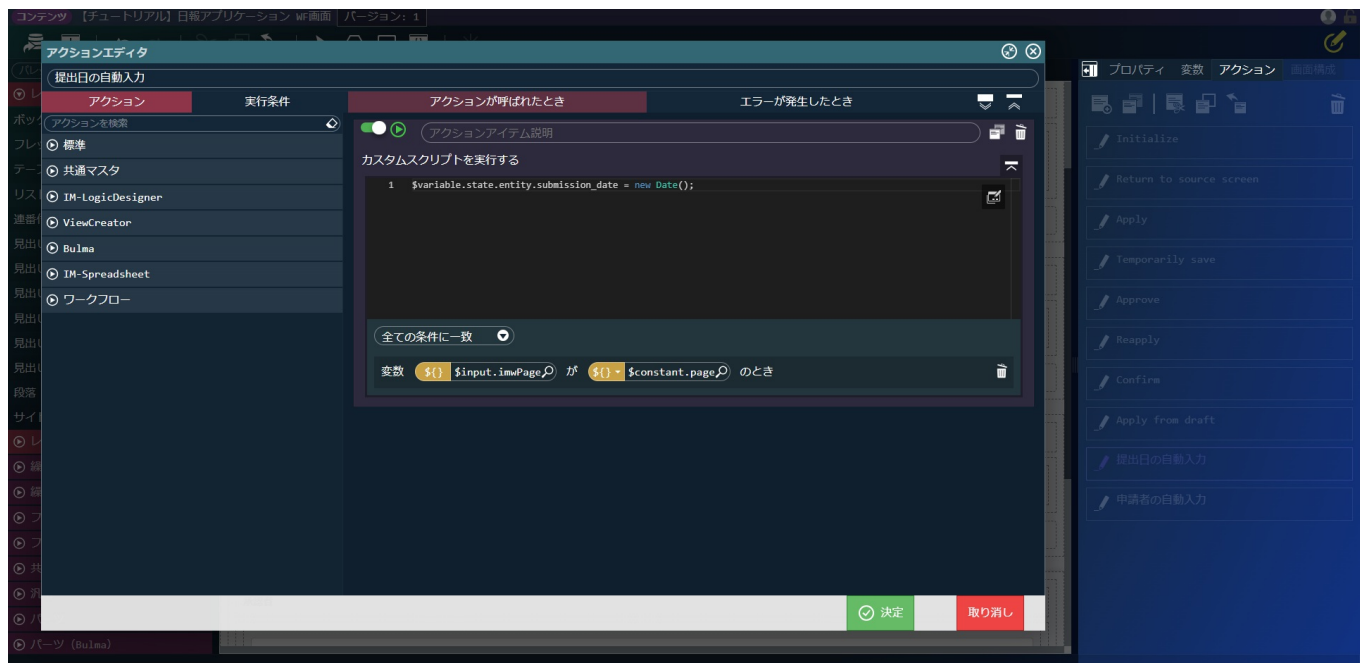 コンテンツ 【チュートリアル】日報アプリケーション WF画面 バージョン: 1
アクションエディタ
提出日の自動入力
プロパティ 変数 アクション 画面構成
アクション 実行条件 アクションが呼ばれたとき エラーが発生したとき
アクションを検索
アクションアイテム説明
標準
共通マスタ
IM-LogicDesigner
ViewCreator
Bulma
IM-Spreadsheet
ワークフロー
カスタムスクリプトを実行する
1 $variable.state.entity.submission_date = new Date();
全ての条件に一致
変数 ${} $input.imwPage が ${} $constant.page のとき
決定 取り消し
Initialize
Return to source screen
Apply
Temporarily save
Approve
Reapply
Confirm
Apply from draft
提出日の自動入力
申請者の自動入力
段落
パーツ (Bulma)